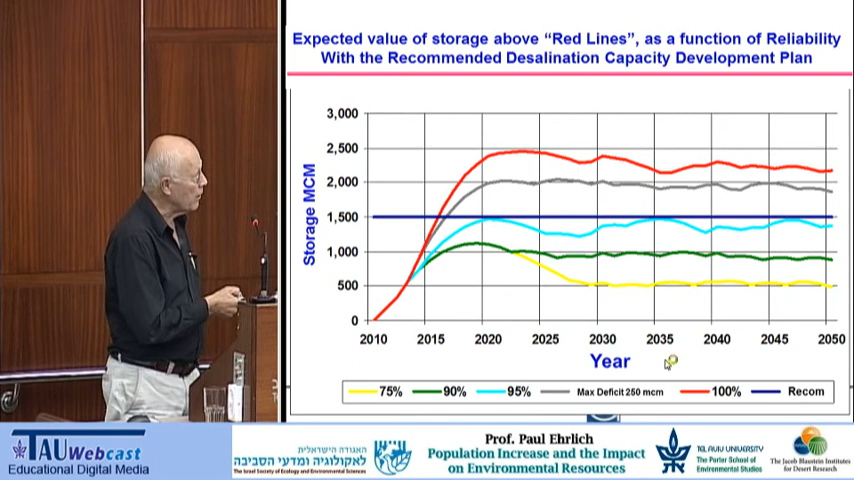 Expected value of storage above “Red Lines”, as a function of Reliability
With the Recommended Desalination Capacity Development Plan
Storage MCM
3,000
2,500
2,000
1,500
1,000
500
0
2010
2015
2020
2025
2030
2035
2040
2045
2050
Year
75%
90%
95%
Max Deficit 250 mcm
100%
Recom
TAU Webcast
Educational Digital Media
האגודה הישראלית
לאקולוגיה ומדעי הסביבה
The Israel Society of Ecology and Environmental Sciences
Prof. Paul Ehrlich
Population Increase and the Impact
on Environmental Resources
TEL AVIV UNIVERSITY
The Porter School of
Environmental Studies
The Jacob Blaustein Institutes
for Desert Research